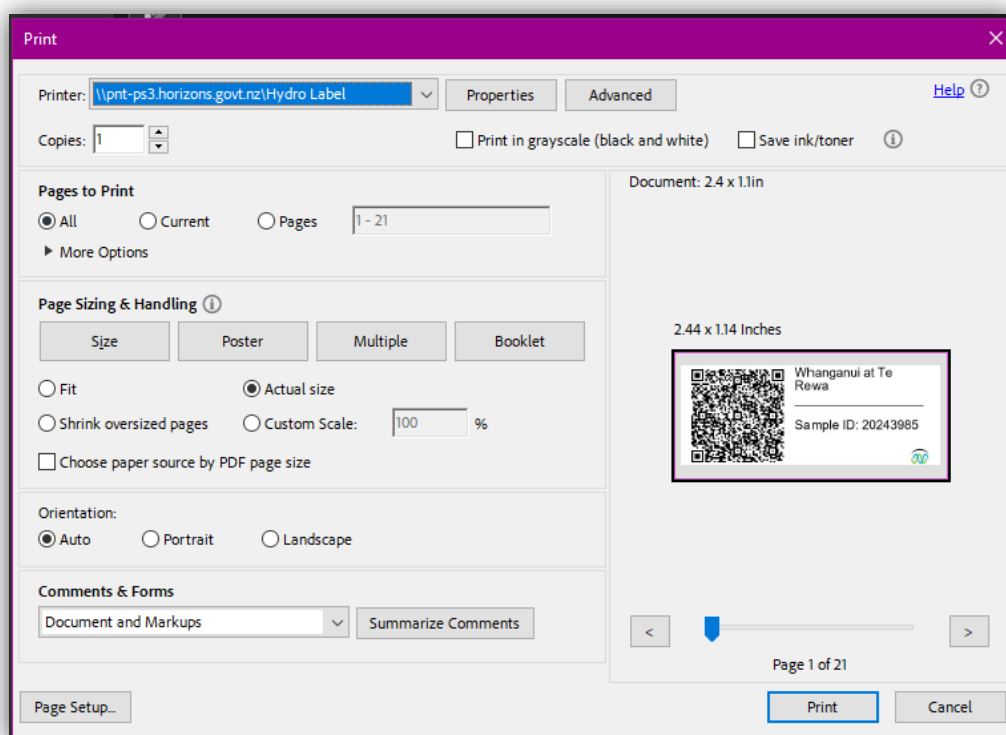 Print
Printer: \\pnt-ps3.horizons.govt.nz\Hydro Label Properties Advanced Help
Copies: 1 Print in grayscale (black and white) Save ink/toner
Pages to Print
All Current Pages 1 - 21
More Options
Page Sizing & Handling
Size Poster Multiple Booklet
Fit Actual size
Shrink oversized pages Custom Scale: 100 %
Choose paper source by PDF page size
Orientation:
Auto Portrait Landscape
Comments & Forms
Document and Markups Summarize Comments
Document: 2.4 x 1.1in
2.44 x 1.14 Inches
Whanganui at Te
Rewa
Sample ID: 20243985
< >
Page 1 of 21
Page Setup... Print Cancel